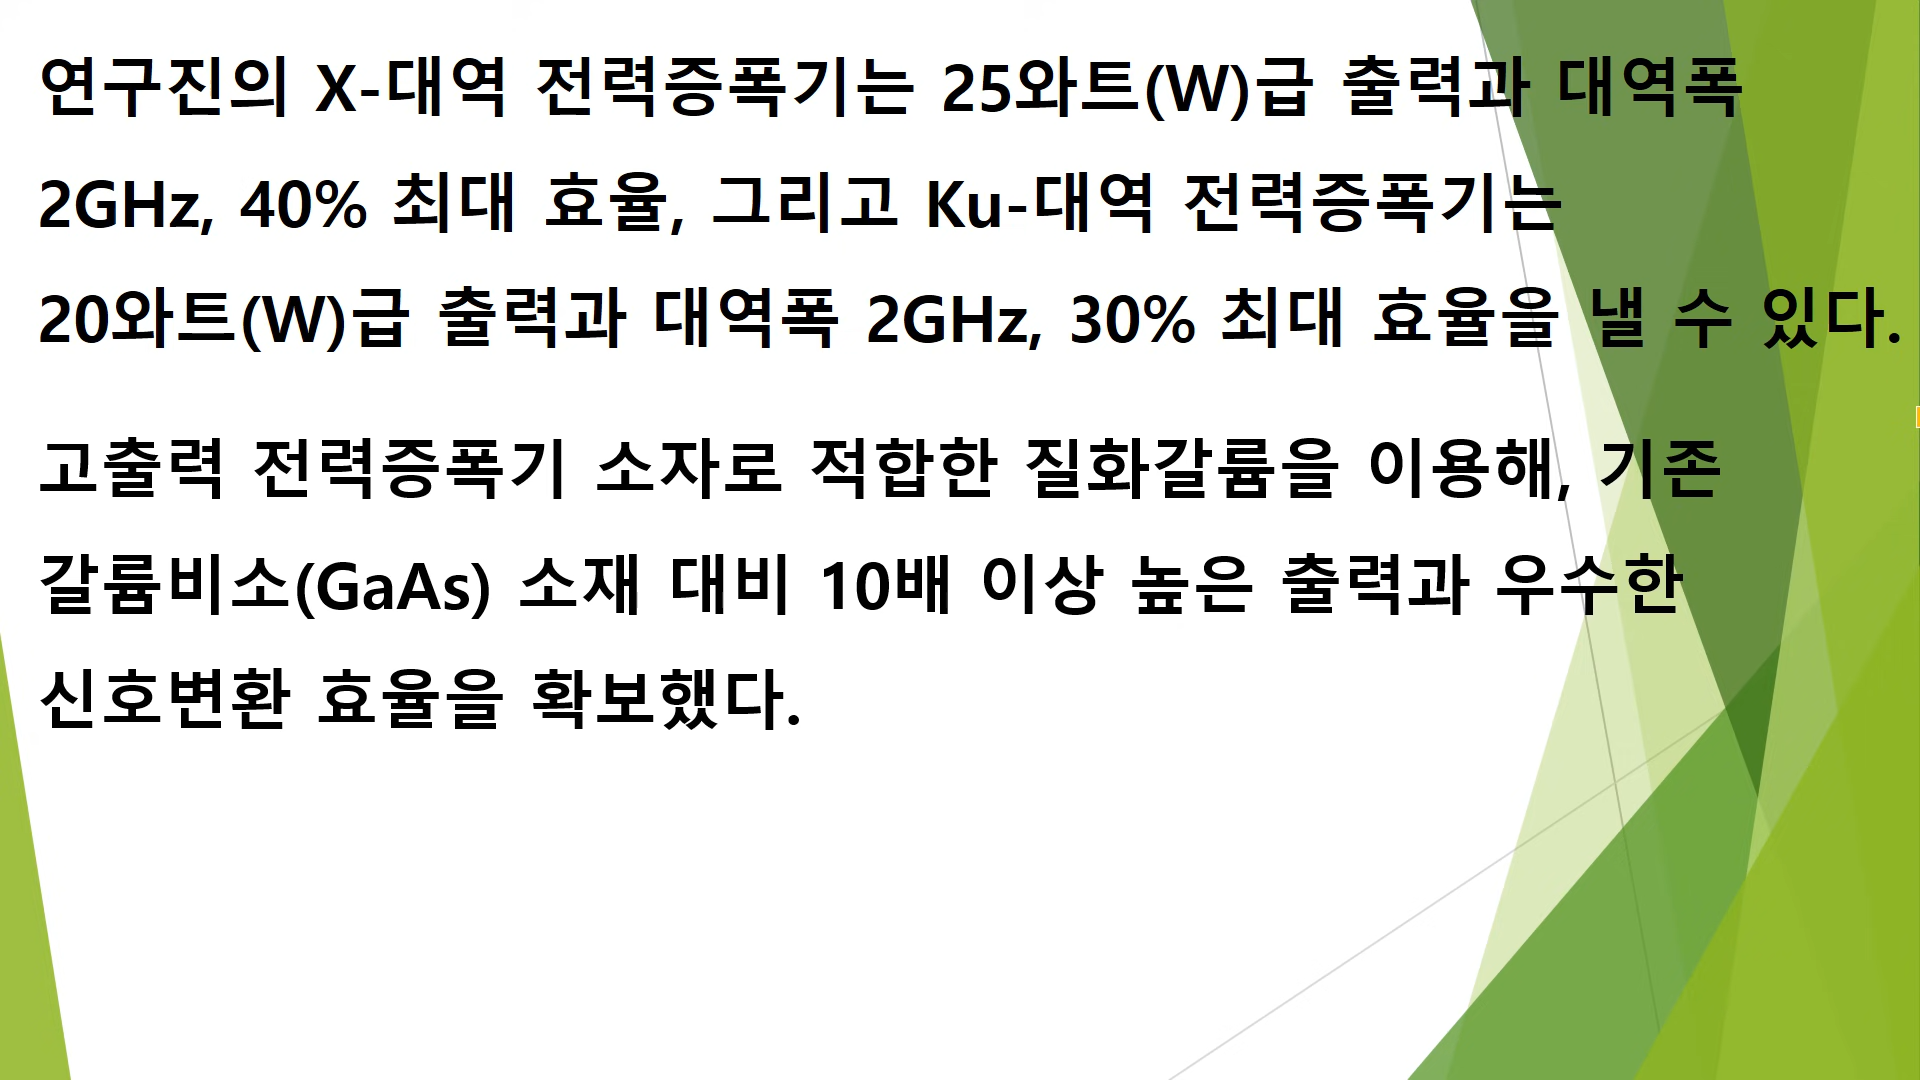 연구진의 X-대역 전력증폭기는 25와트(W)급 출력과 대역폭
2GHz, 40% 최대 효율, 그리고 Ku-대역 전력증폭기는
20와트(W)급 출력과 대역폭 2GHz, 30% 최대 효율을 낼 수 있다.
고출력 전력증폭기 소자로 적합한 질화갈륨을 이용해, 기존
갈륨비소(GaAs) 소재 대비 10배 이상 높은 출력과 우수한
신호변환 효율을 확보했다.